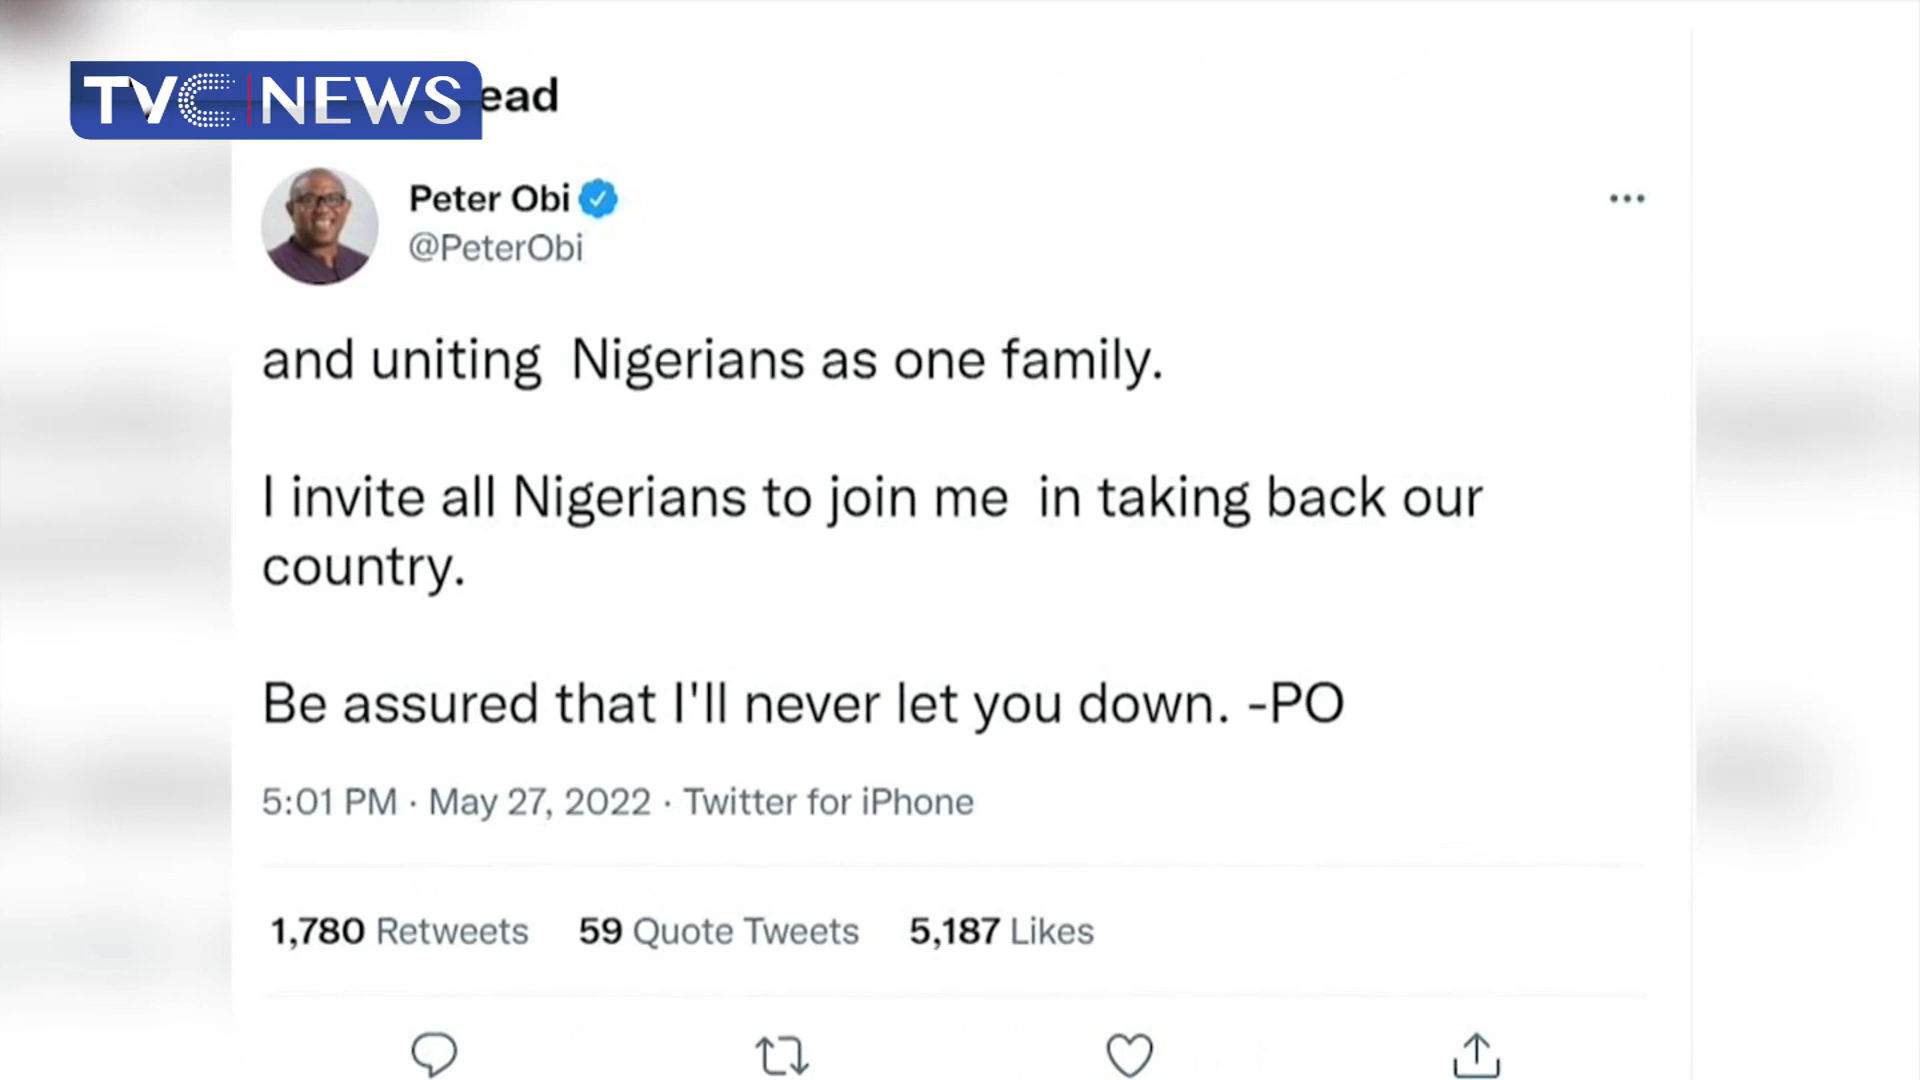 TVC NEWS
ead
Peter Obi
@PeterObi
and uniting  Nigerians as one family.
I invite all Nigerians to join me  in taking back our
country.
Be assured that I'll never let you down. -PO
5:01 PM · May 27, 2022 · Twitter for iPhone
1,780 Retweets 59 Quote Tweets 5,187 Likes